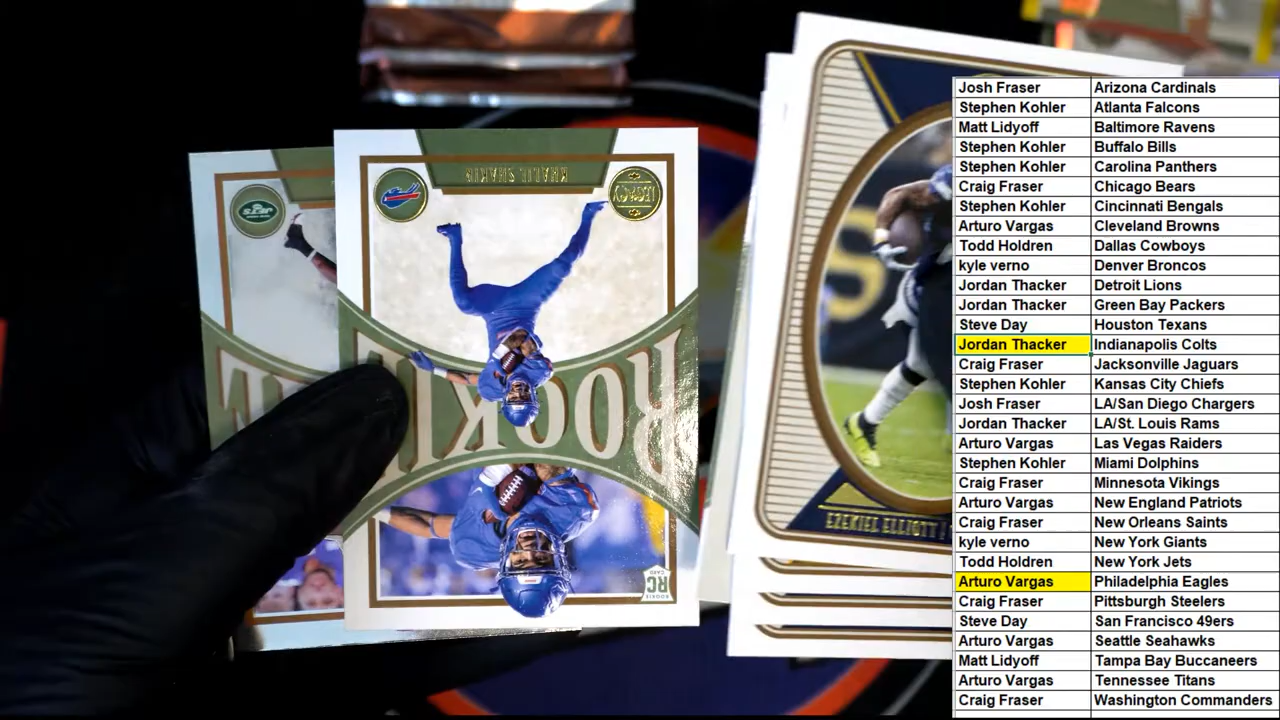 KHALIL SHAKIR
LEGACY
JETS
ROOKIE
ROOKIE
CARD
RC
EZEKIEL ELLIOTT
Josh Fraser Arizona Cardinals
Stephen Kohler Atlanta Falcons
Matt Lidyoff Baltimore Ravens
Stephen Kohler Buffalo Bills
Stephen Kohler Carolina Panthers
Craig Fraser Chicago Bears
Stephen Kohler Cincinnati Bengals
Arturo Vargas Cleveland Browns
Todd Holdren Dallas Cowboys
kyle verno Denver Broncos
Jordan Thacker Detroit Lions
Jordan Thacker Green Bay Packers
Steve Day Houston Texans
Jordan Thacker Indianapolis Colts
Craig Fraser Jacksonville Jaguars
Stephen Kohler Kansas City Chiefs
Josh Fraser LA/San Diego Chargers
Jordan Thacker LA/St. Louis Rams
Arturo Vargas Las Vegas Raiders
Stephen Kohler Miami Dolphins
Craig Fraser Minnesota Vikings
Arturo Vargas New England Patriots
Craig Fraser New Orleans Saints
kyle verno New York Giants
Todd Holdren New York Jets
Arturo Vargas Philadelphia Eagles
Craig Fraser Pittsburgh Steelers
Steve Day San Francisco 49ers
Arturo Vargas Seattle Seahawks
Matt Lidyoff Tampa Bay Buccaneers
Arturo Vargas Tennessee Titans
Craig Fraser Washington Commanders